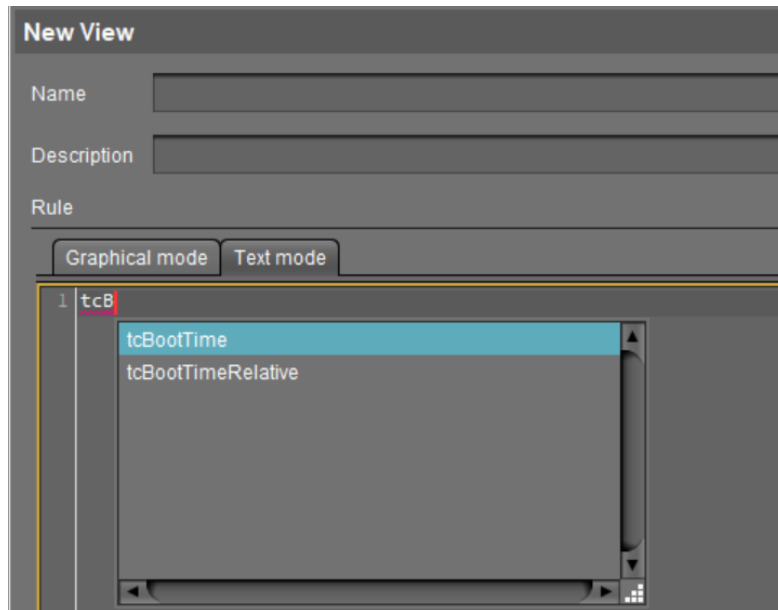 New View
Name
Description
Rule
Graphical mode Text mode
1 tcB
tcBootTime
tcBootTimeRelative